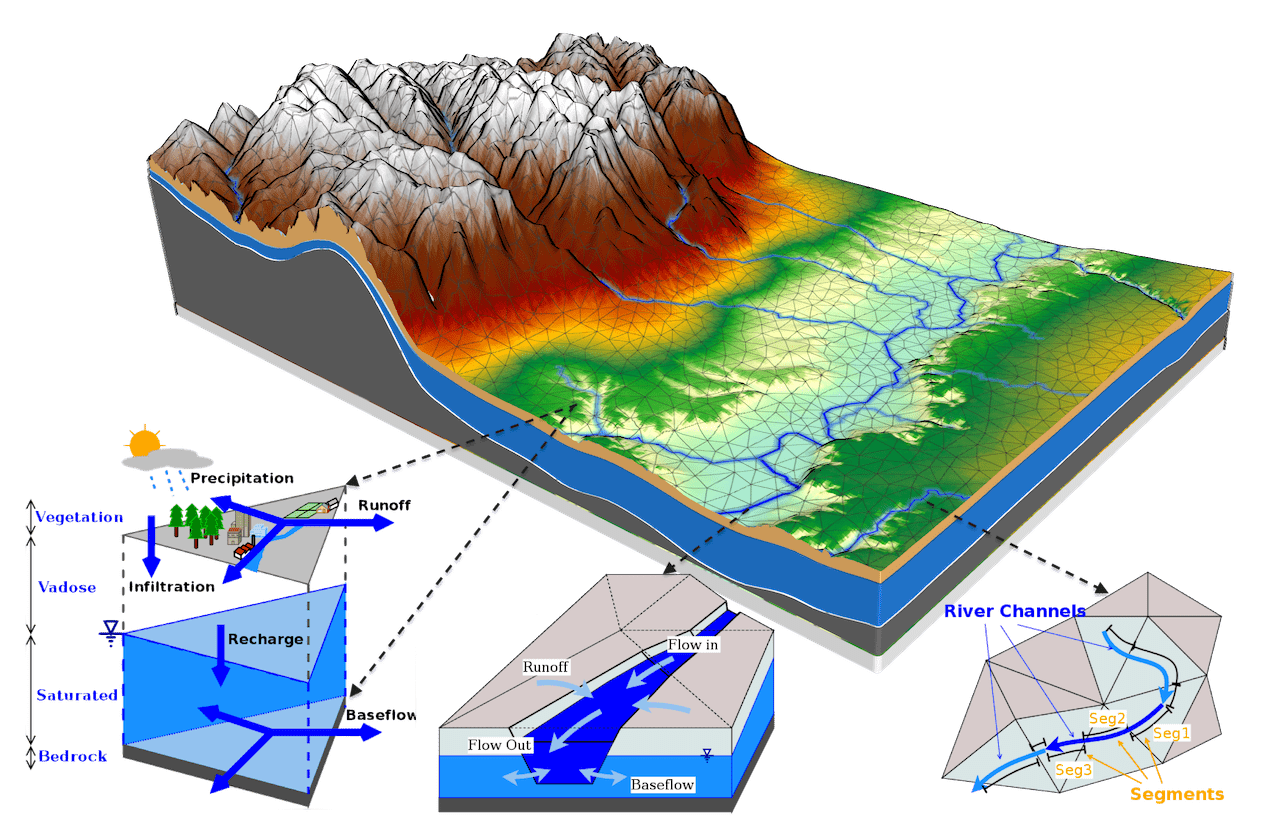 Precipitation
Runoff
Vegetation
Vadose
Infiltration
Recharge
Saturated
Baseflow
Bedrock
Flow in
Runoff
Flow Out
Baseflow
River Channels
Seg2
Seg1
Seg3
Segments